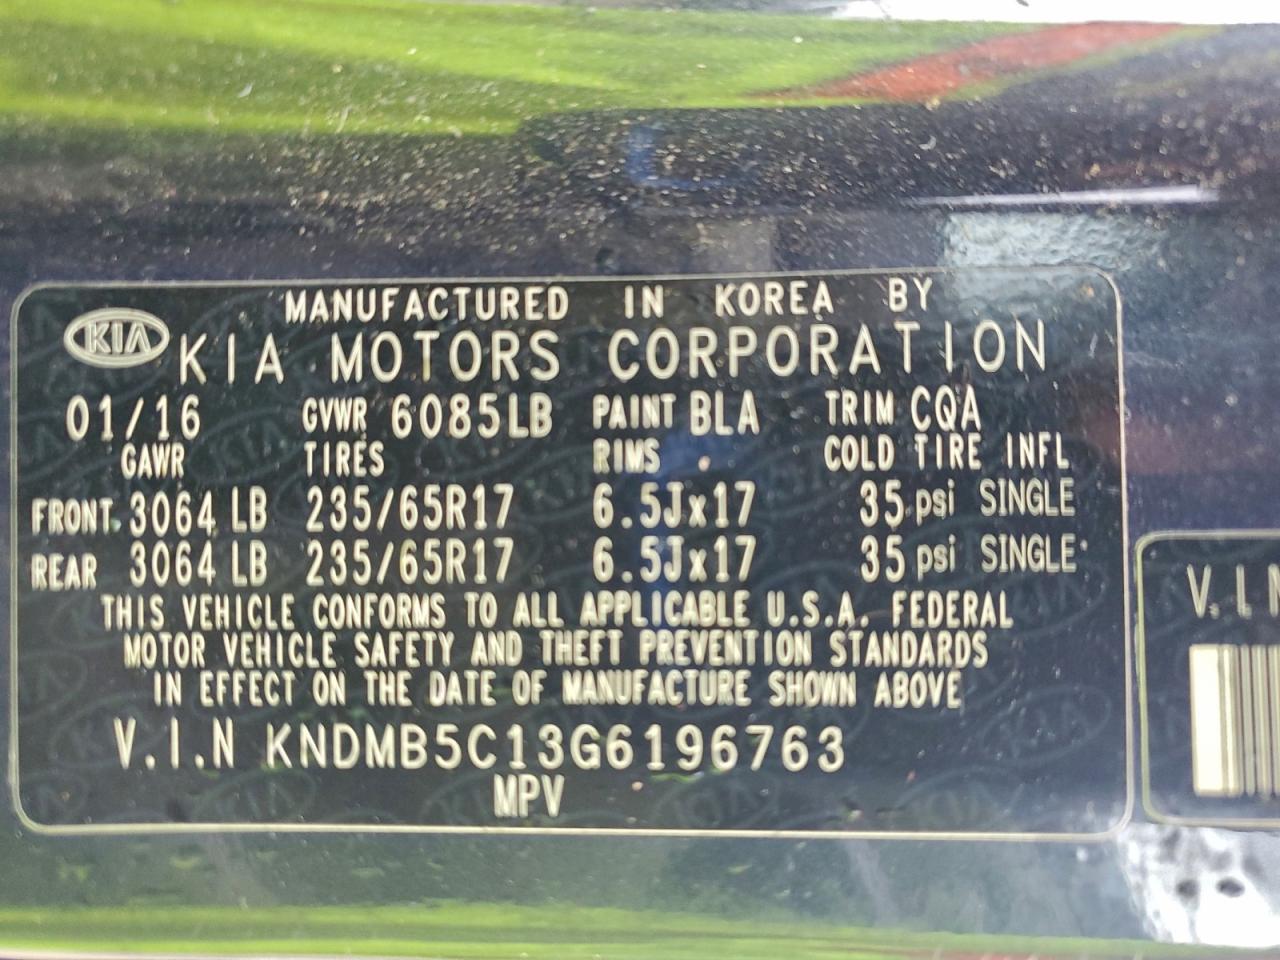 MANUFACTURED IN KOREA BY
KIA KIA MOTORS CORPORATION
01/16 GVWR 6085LB PAINT BLA TRIM CQA
GAWR TIRES RIMS COLD TIRE INFL
FRONT 3064 LB 235/65R17 6.5Jx17 35 psi SINGLE
REAR 3064 LB 235/65R17 6.5Jx17 35 psi SINGLE
THIS VEHICLE CONFORMS TO ALL APPLICABLE U.S.A. FEDERAL
MOTOR VEHICLE SAFETY AND THEFT PREVENTION STANDARDS
IN EFFECT ON THE DATE OF MANUFACTURE SHOWN ABOVE
V.I.N KNDMB5C13G6196763
MPV
V.I.N